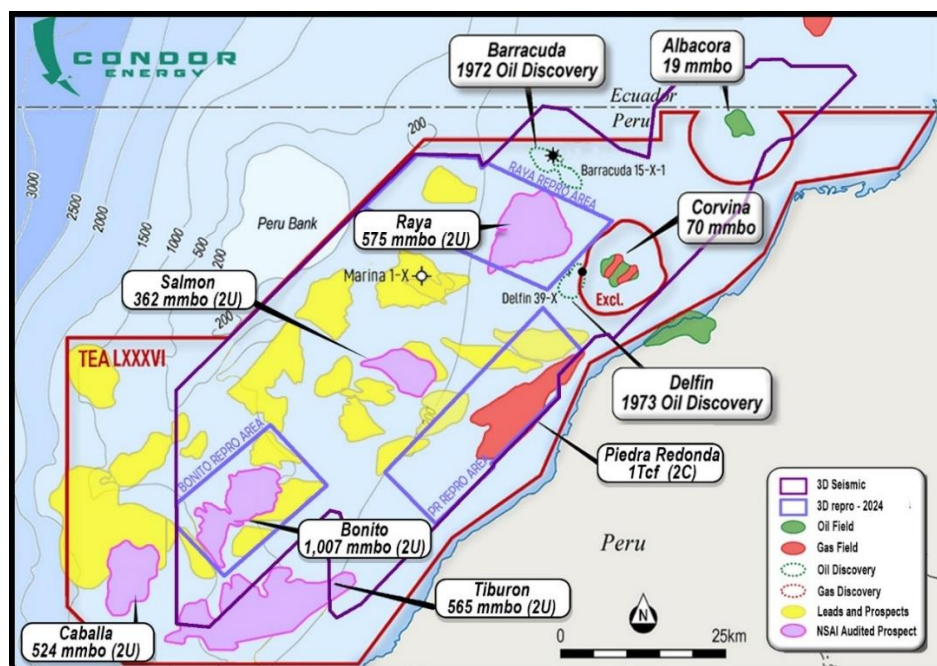 CONDOR
ENERGY
Barracuda
1972 Oil Discovery
Albacora
19 mmbo
Ecuador
Peru
200
3000
2500
2000
1500
1000
500
200
Barracuda 15-X-1
RAYA REPRO AREA
Peru Bank
Raya
575 mmbo (2U)
Corvina
70 mmbo
Marina 1-X
Delfin 39-X
Excl.
Salmon
362 mmbo (2U)
200
TEA LXXXVI
Delfin
1973 Oil Discovery
200
BONITO REPRO AREA
PR REPRO AREA
Piedra Redonda
1Tcf (2C)
Bonito
1,007 mmbo (2U)
Peru
Tiburon
565 mmbo (2U)
Caballa
524 mmbo (2U)
N
0
25km
3D Seismic
3D repro - 2024
Oil Field
Gas Field
Oil Discovery
Gas Discovery
Leads and Prospects
NSAI Audited Prospect